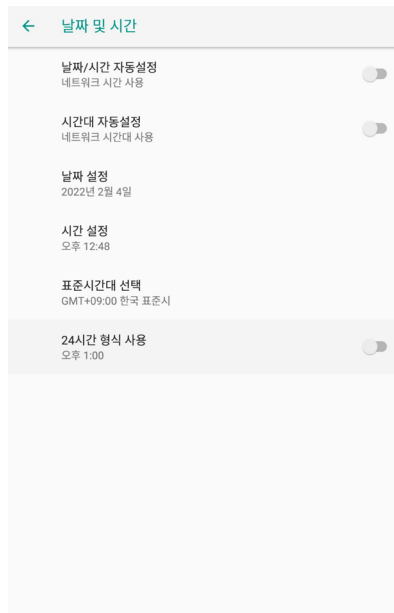 날짜 및 시간
날짜/시간 자동설정
네트워크 시간 사용
시간대 자동설정
네트워크 시간대 사용
날짜 설정
2022년 2월 4일
시간 설정
오후 12:48
표준시간대 선택
GMT+09:00 한국 표준시
24시간 형식 사용
오후 1:00